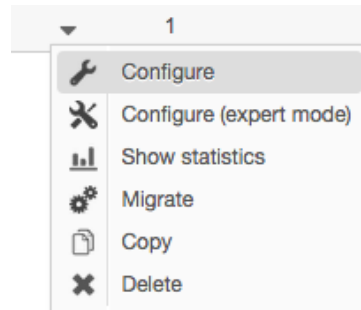 1
Configure
Configure (expert mode)
Show statistics
Migrate
Copy
Delete